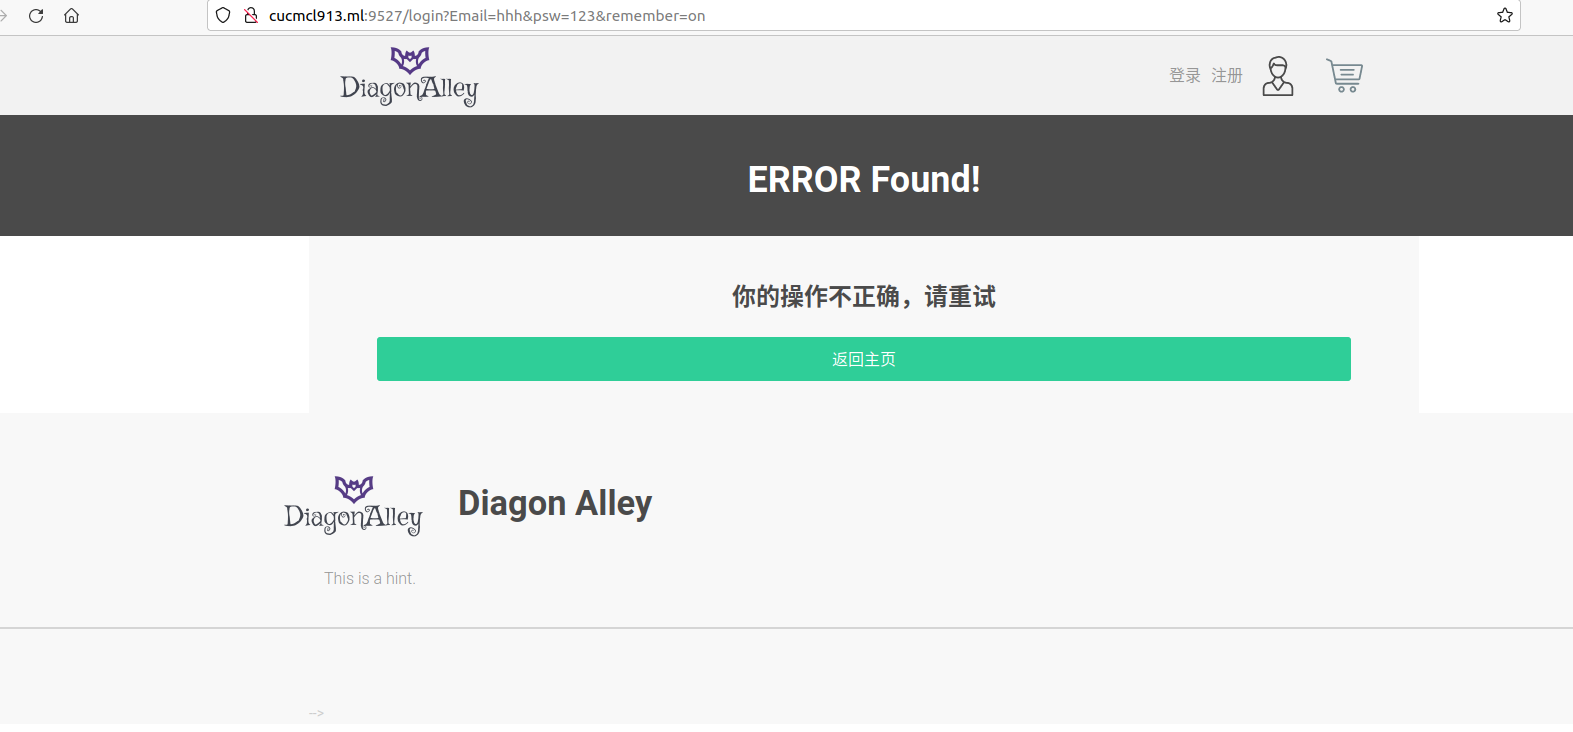 cucmcl913.ml:9527/login?Email=hhh&psw=123&remember=on
DiagonAlley
登录 注册
ERROR Found!
你的操作不正确，请重试
返回主页
DiagonAlley
Diagon Alley
This is a hint.
-->